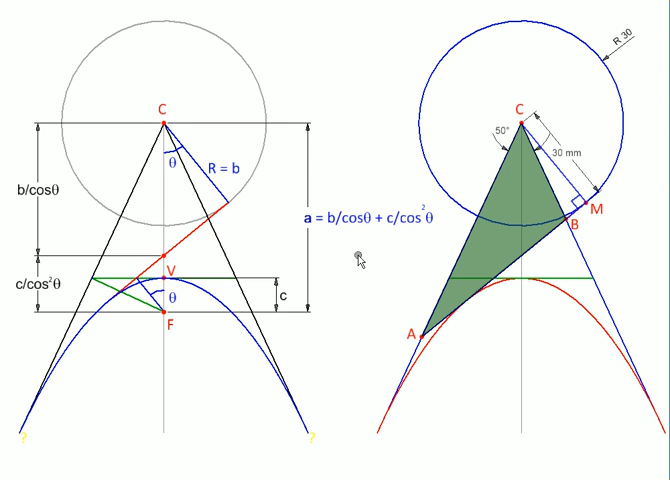 C
θ
R = b
b/cosθ
a = b/cosθ + c/cos²θ
V
c/cos²θ
θ
c
F
?
?
R 30
C
50°
30 mm
M
B
A